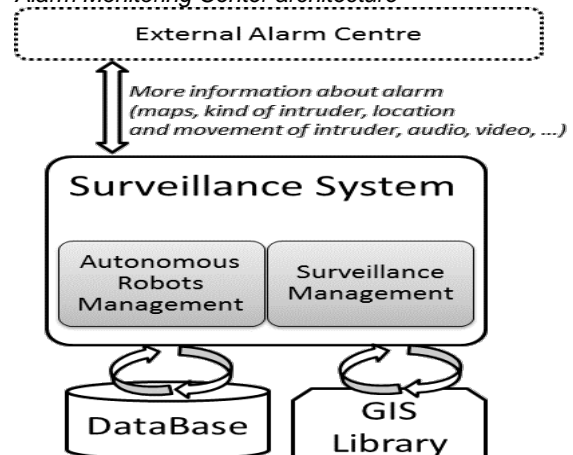 Alarm Monitoring Center architecture
External Alarm Centre
More information about alarm
(maps, kind of intruder, location
and movement of intruder, audio, video, ...)
Surveillance System
Autonomous
Robots
Management
Surveillance
Management
DataBase
GIS
Library